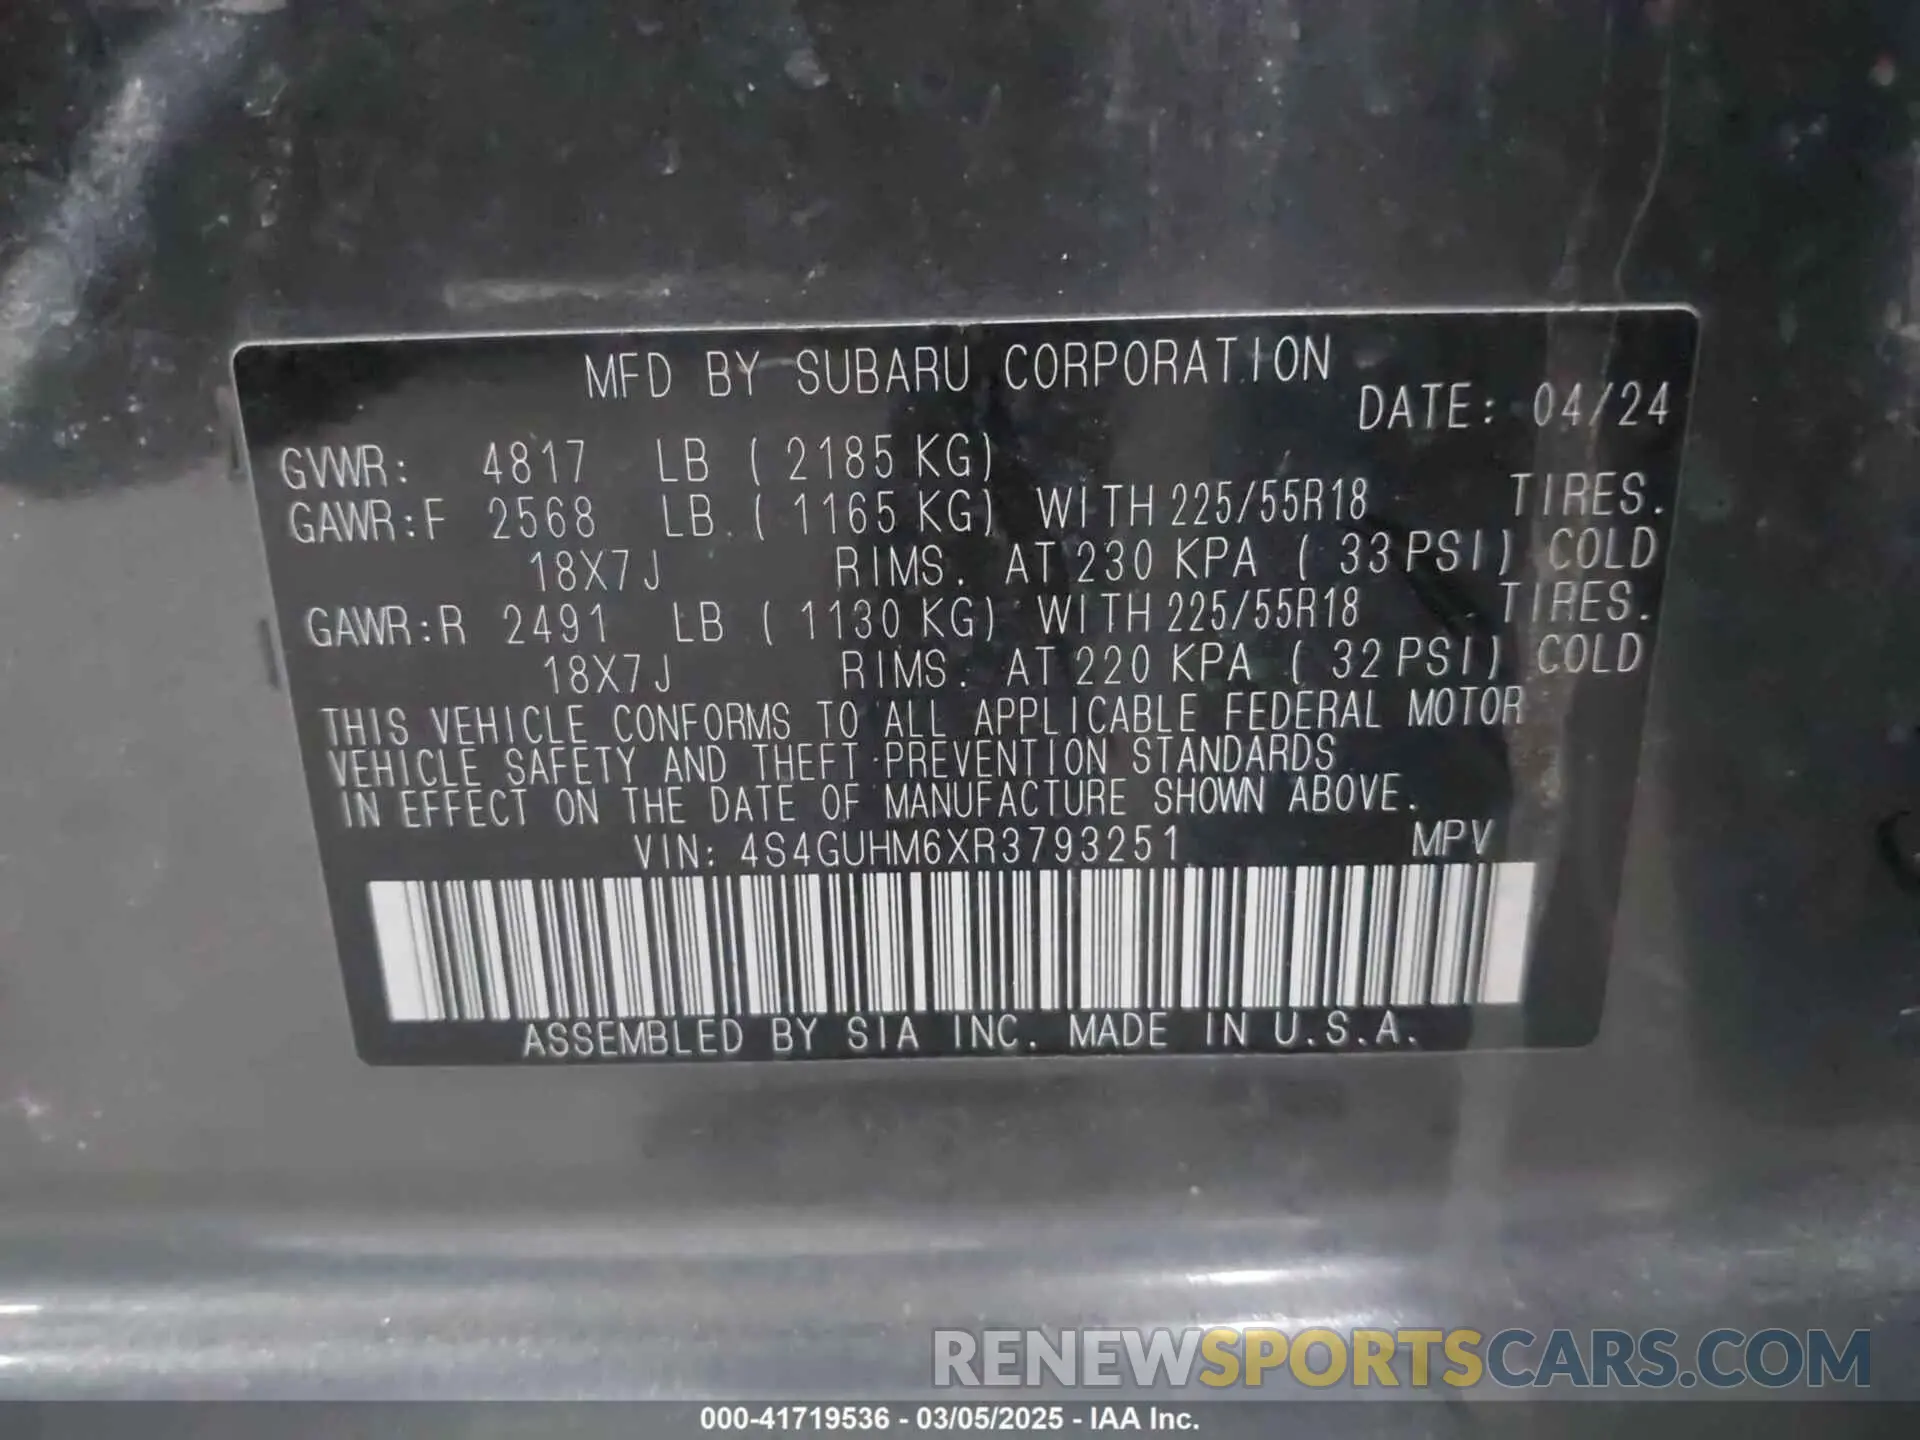 MFD BY SUBARU CORPORATION
DATE: 04/24
GVWR: 4817 LB ( 2185 KG)
GAWR:F 2568 LB ( 1165 KG) WITH 225/55R18 TIRES.
18X7J RIMS. AT 230 KPA ( 33 PSI) COLD
GAWR:R 2491 LB ( 1130 KG) WITH 225/55R18 TIRES.
18X7J RIMS. AT 220 KPA ( 32 PSI) COLD
THIS VEHICLE CONFORMS TO ALL APPLICABLE FEDERAL MOTOR
VEHICLE SAFETY AND THEFT PREVENTION STANDARDS
IN EFFECT ON THE DATE OF MANUFACTURE SHOWN ABOVE.
VIN: 4S4GUHM6XR3793251 MPV
ASSEMBLED BY SIA INC. MADE IN U.S.A.
RENEWSPORTSCARS.COM
000-41719536 - 03/05/2025 - IAA Inc.